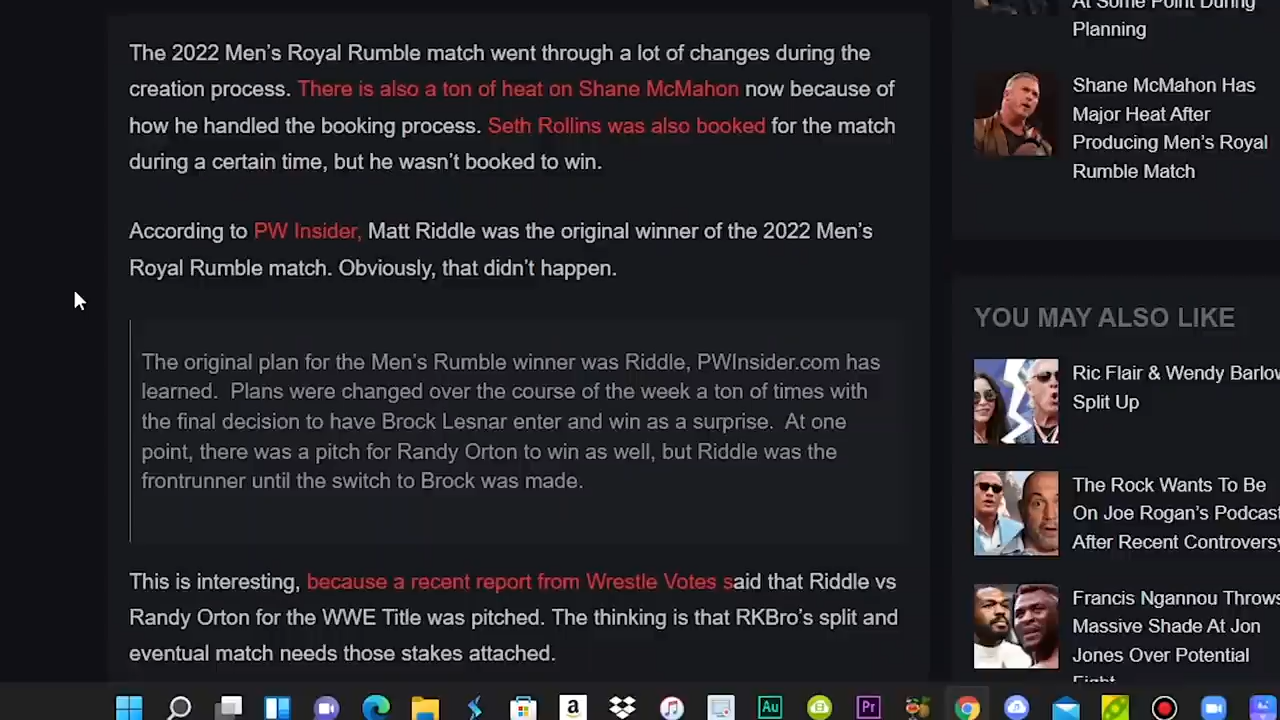 The 2022 Men's Royal Rumble match went through a lot of changes during the
creation process. There is also a ton of heat on Shane McMahon now because of
how he handled the booking process. Seth Rollins was also booked for the match
during a certain time, but he wasn't booked to win.
According to PW Insider, Matt Riddle was the original winner of the 2022 Men's
Royal Rumble match. Obviously, that didn't happen.
The original plan for the Men's Rumble winner was Riddle, PWInsider.com has
learned. Plans were changed over the course of the week a ton of times with
the final decision to have Brock Lesnar enter and win as a surprise. At one
point, there was a pitch for Randy Orton to win as well, but Riddle was the
frontrunner until the switch to Brock was made.
This is interesting, because a recent report from Wrestle Votes said that Riddle vs
Randy Orton for the WWE Title was pitched. The thinking is that RKBro's split and
eventual match needs those stakes attached.
At Some Point During
Planning
Shane McMahon Has
Major Heat After
Producing Men's Royal
Rumble Match
YOU MAY ALSO LIKE
Ric Flair & Wendy Barlow
Split Up
The Rock Wants To Be
On Joe Rogan's Podcast
After Recent Controversy
Francis Ngannou Throws
Massive Shade At Jon
Jones Over Potential
Fight
a
Au
Pr